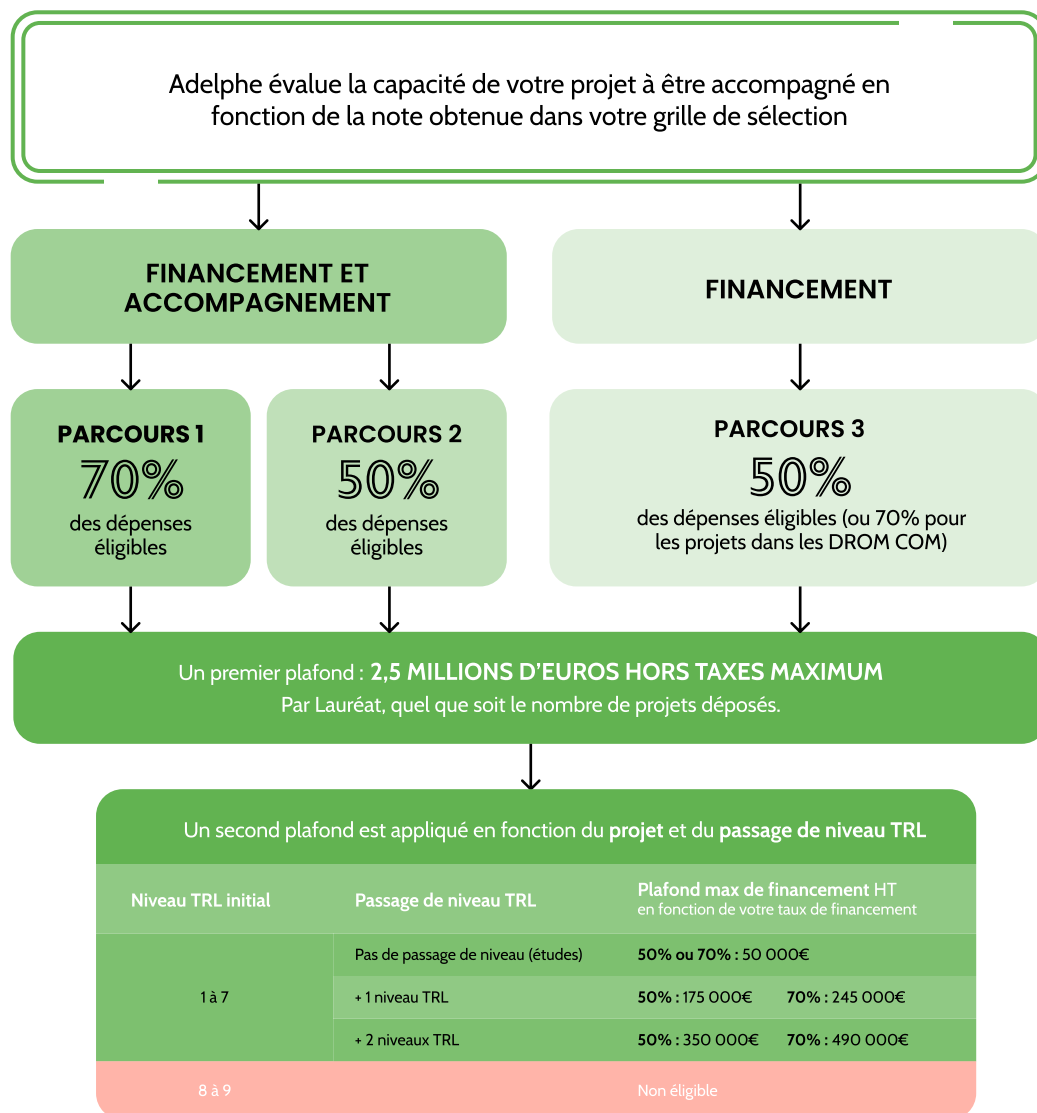 Adelphe évalue la capacité de votre projet à être accompagné en
fonction de la note obtenue dans votre grille de sélection
FINANCEMENT ET
ACCOMPAGNEMENT
FINANCEMENT
PARCOURS 1
70%
des dépenses
éligibles
PARCOURS 2
50%
des dépenses
éligibles
PARCOURS 3
50%
des dépenses éligibles (ou 70% pour
les projets dans les DROM COM)
Un premier plafond : 2,5 MILLIONS D’EUROS HORS TAXES MAXIMUM
Par Lauréat, quel que soit le nombre de projets déposés.
Un second plafond est appliqué en fonction du projet et du passage de niveau TRL
Niveau TRL initial
Passage de niveau TRL
Plafond max de financement HT
en fonction de votre taux de financement
1 à 7
Pas de passage de niveau (études)
50% ou 70% : 50 000€
+ 1 niveau TRL
50% : 175 000€ 70% : 245 000€
+ 2 niveaux TRL
50% : 350 000€ 70% : 490 000€
8 à 9
Non éligible